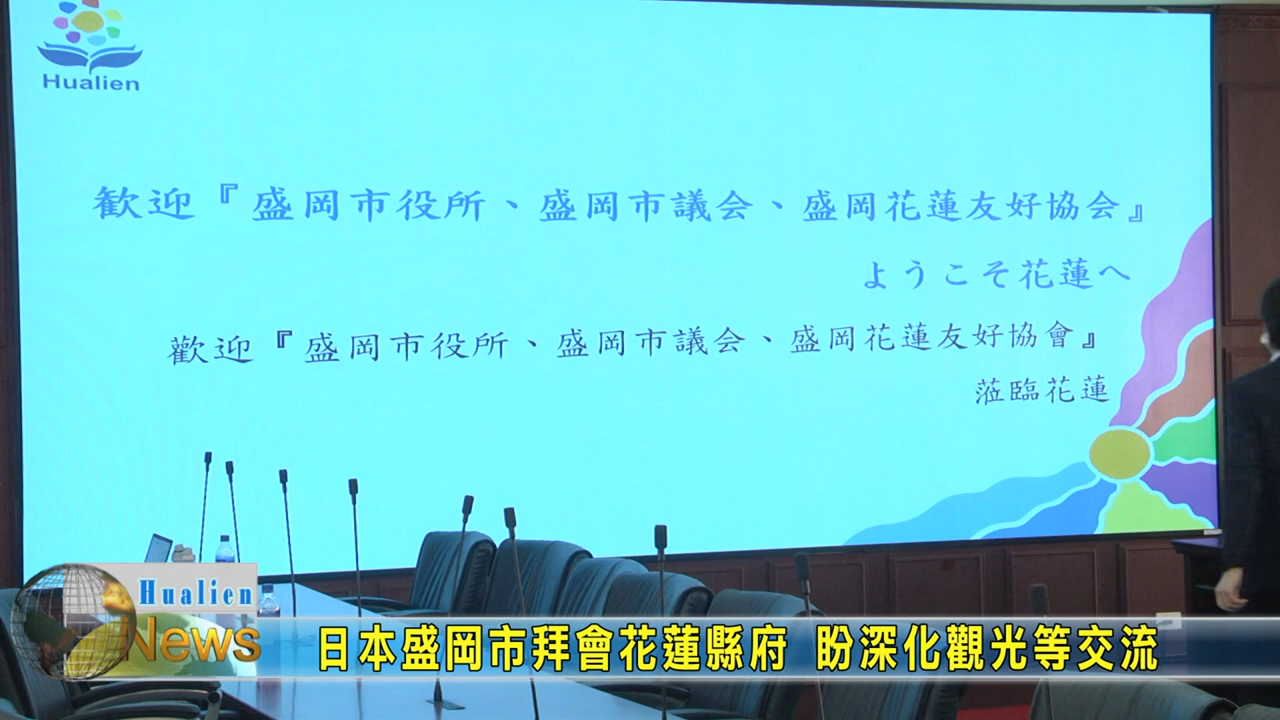 Hualien
歓迎『盛岡市役所、盛岡市議会、盛岡花蓮友好協会』
ようこそ花蓮へ
歡迎『盛岡市役所、盛岡市議会、盛岡花蓮友好協會』
蒞臨花蓮
Hualien
News
日本盛岡市拜會花蓮縣府 盼深化觀光等交流